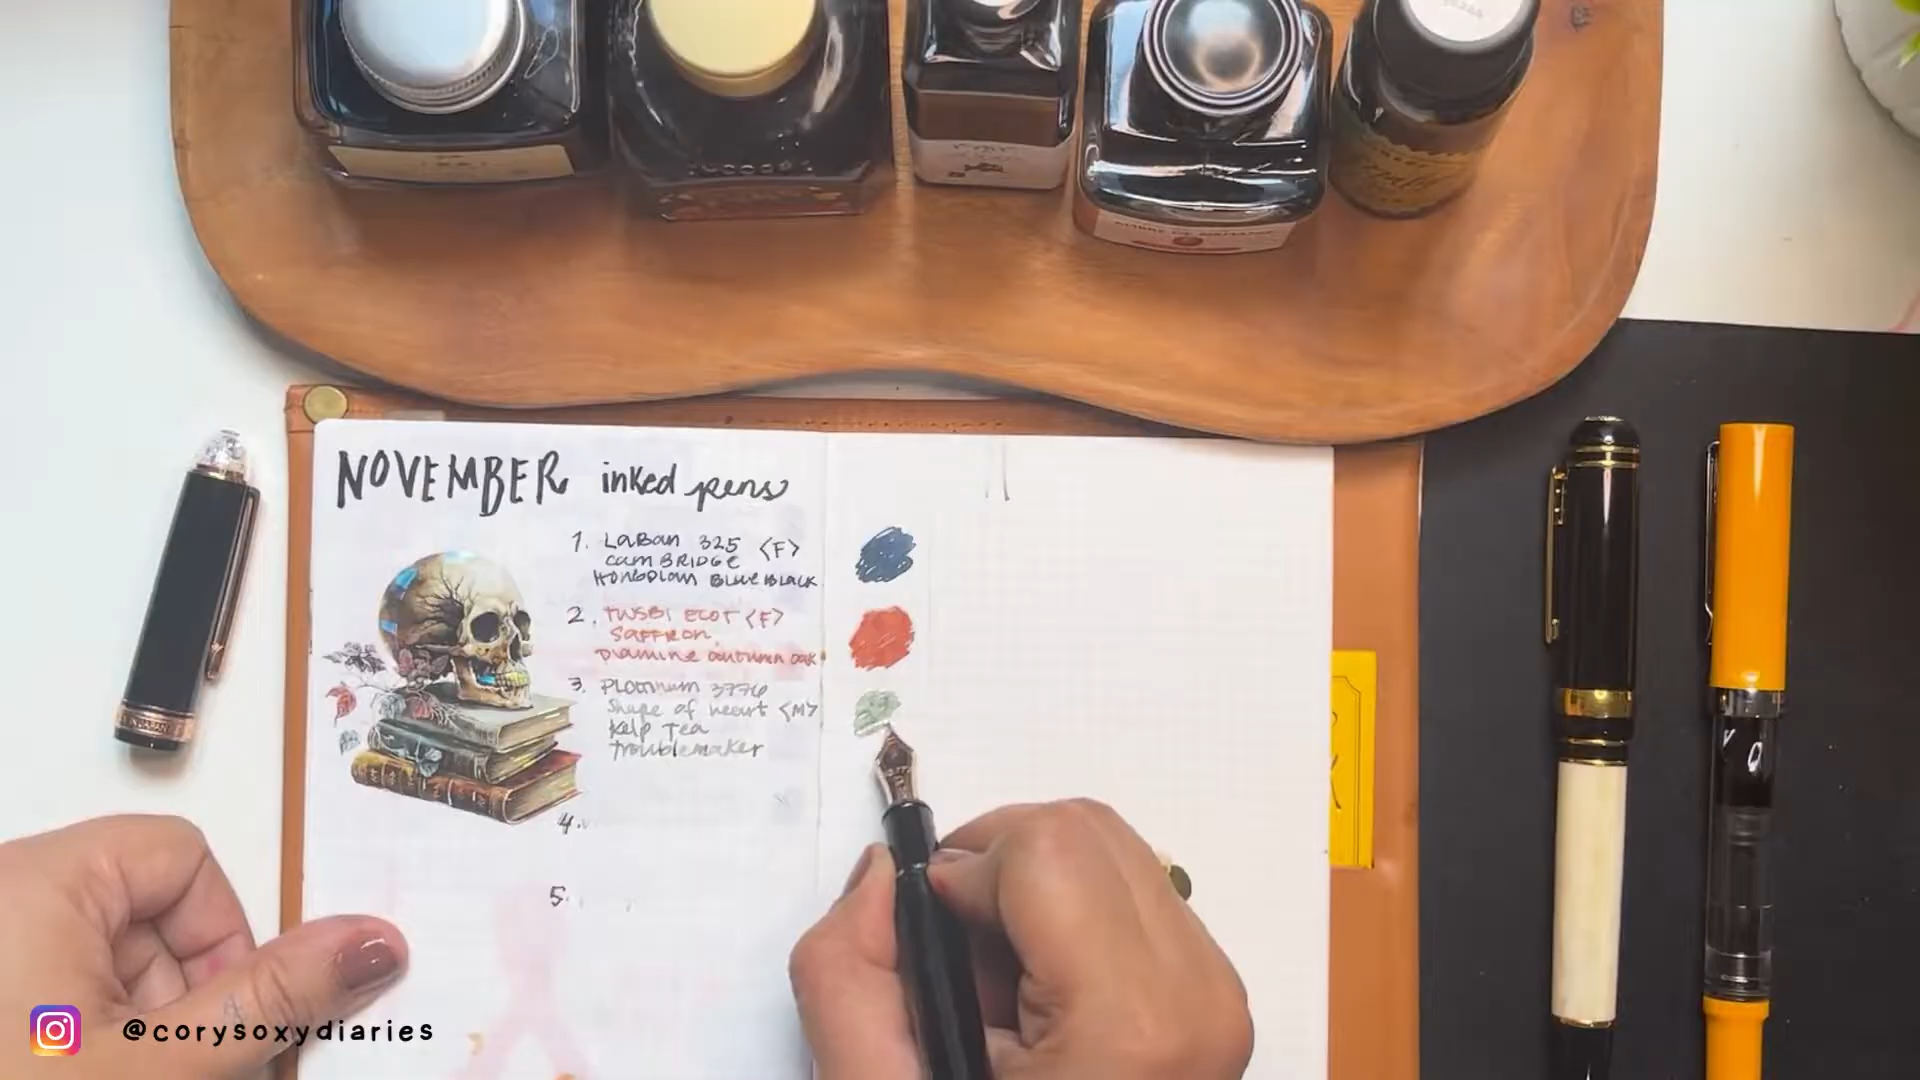 NOVEMBER inked pens
1. LaBan 325 <F>
camBRIDGE
Hongdian Blue Black
2. TWSBI ECOT <F>
Saffron
Diamine autumn oak
3. Platinum 3776
Shape of heart <M>
Kelp Tea
Troublemaker
4.
5.
@corysoxydiaries